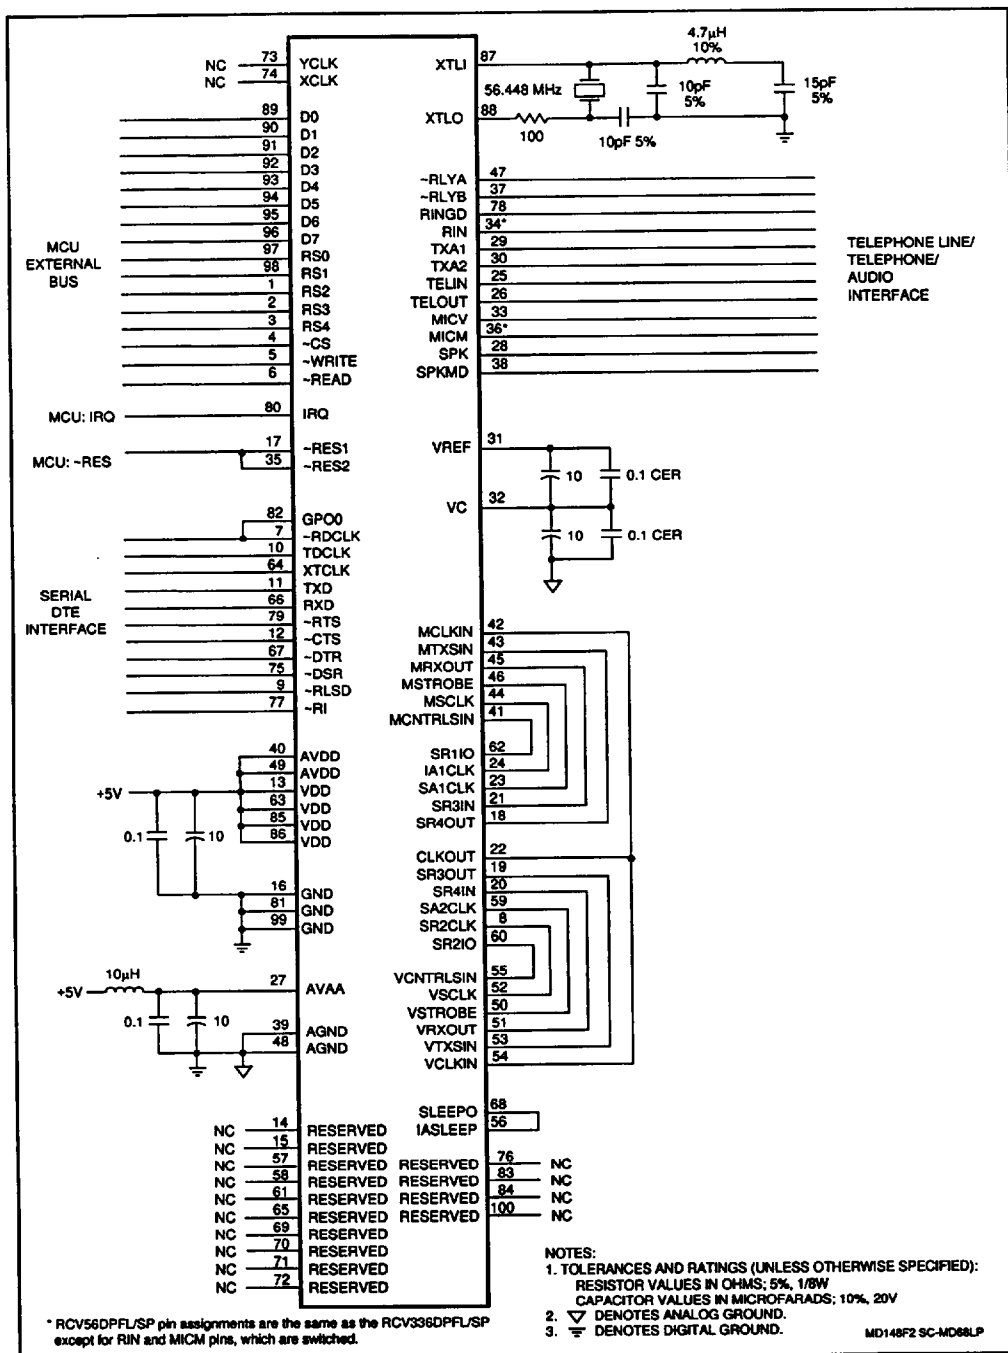 NC 73 YCLK
NC 74 XCLK
89 D0
90 D1
91 D2
92 D3
93 D4
94 D5
95 D6
96 D7
97 RS0
98 RS1
1 RS2
2 RS3
3 RS4
4 ~CS
5 ~WRITE
6 ~READ
MCU
EXTERNAL
BUS
MCU: IRQ 80 IRQ
17 ~RES1
MCU: ~RES 35 ~RES2
82 GPO0
7 ~RDCLK
10 TDCLK
64 XTCLK
11 TXD
66 RXD
79 ~RTS
12 ~CTS
67 ~DTR
75 ~DSR
9 ~RLSD
77 ~RI
SERIAL
DTE
INTERFACE
40 AVDD
49 AVDD
+5V 13 VDD
63 VDD
85 VDD
86 VDD
0.1 10
16 GND
81 GND
99 GND
10µH
+5V 27 AVAA
0.1 10
39 AGND
48 AGND
NC 14 RESERVED
NC 15 RESERVED
NC 57 RESERVED
NC 58 RESERVED
NC 61 RESERVED
NC 65 RESERVED
NC 69 RESERVED
NC 70 RESERVED
NC 71 RESERVED
NC 72 RESERVED
XTLI 87
4.7µH
10%
56.448 MHz
10pF
5%
15pF
5%
XTLO 88
100
10pF 5%
~RLYA 47
~RLYB 37
RINGD 78
RIN 34*
TXA1 29
TXA2 30
TELIN 25
TELOUT 26
MICV 33
MICM 36*
SPK 28
SPKMD 38
TELEPHONE LINE/
TELEPHONE/
AUDIO
INTERFACE
VREF 31
10 0.1 CER
VC 32
10 0.1 CER
MCLKIN 42
MTXSIN 43
MRXOUT 45
MSTROBE 46
MSCLK 44
MCNTRLSIN 41
SR1IO 62
IA1CLK 24
SA1CLK 23
SR3IN 21
SR4OUT 18
CLKOUT 22
SR3OUT 19
SR4IN 20
SA2CLK 59
SR2CLK 8
SR2IO 60
VCNTRLSIN 55
VSCLK 52
VSTROBE 50
VRXOUT 51
VTXSIN 53
VCLKIN 54
SLEEPO 68
IASLEEP 56
RESERVED 76 NC
RESERVED 83 NC
RESERVED 84 NC
RESERVED 100 NC
NOTES:
1. TOLERANCES AND RATINGS (UNLESS OTHERWISE SPECIFIED):
RESISTOR VALUES IN OHMS; 5%, 1/8W
CAPACITOR VALUES IN MICROFARADS; 10%, 20V
2. DENOTES ANALOG GROUND.
3. DENOTES DIGITAL GROUND.
* RCV56DPFL/SP pin assignments are the same as the RCV336DPFL/SP
except for RIN and MICM pins, which are switched.
MD148F2 SC-MD68LP